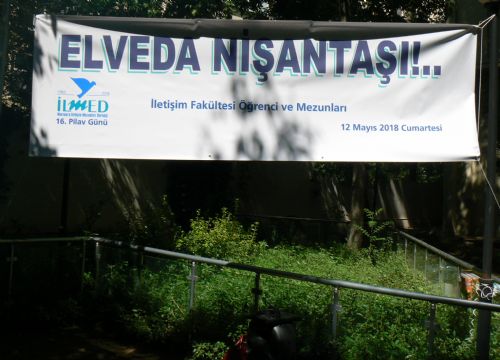 ELVEDA NIŞANTAŞI!..
İLMED
16. Pilav Günü
İletişim Fakültesi Öğrenci ve Mezunları
12 Mayıs 2018 Cumartesi